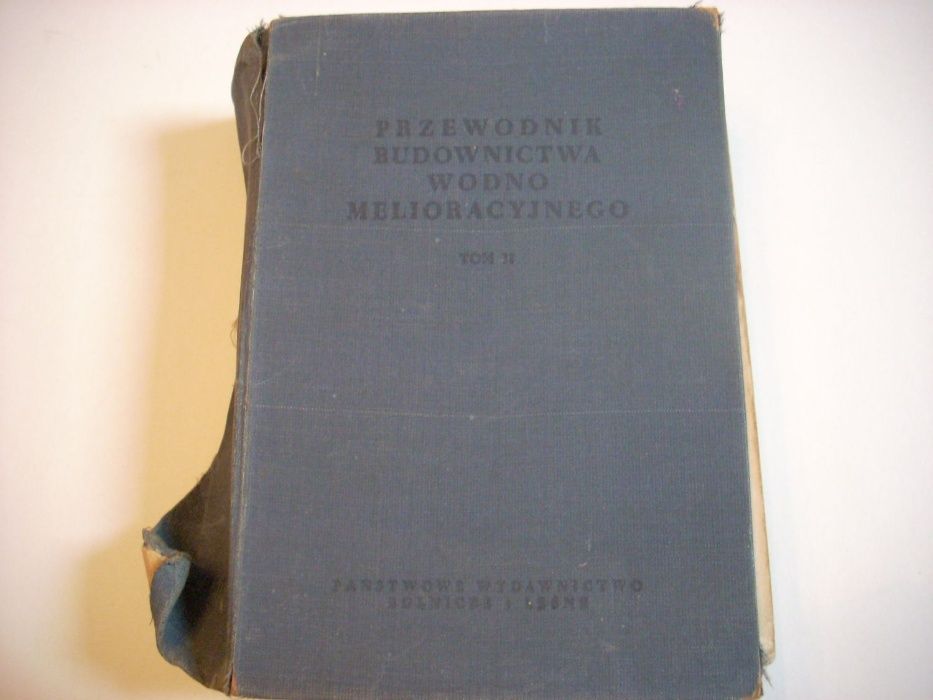 PRZEWODNIK
BUDOWNICTWA
WODNO
MELIORACYJNEGO
TOM II
PAŃSTWOWE WYDAWNICTWO
ROLNICZE I LEŚNE